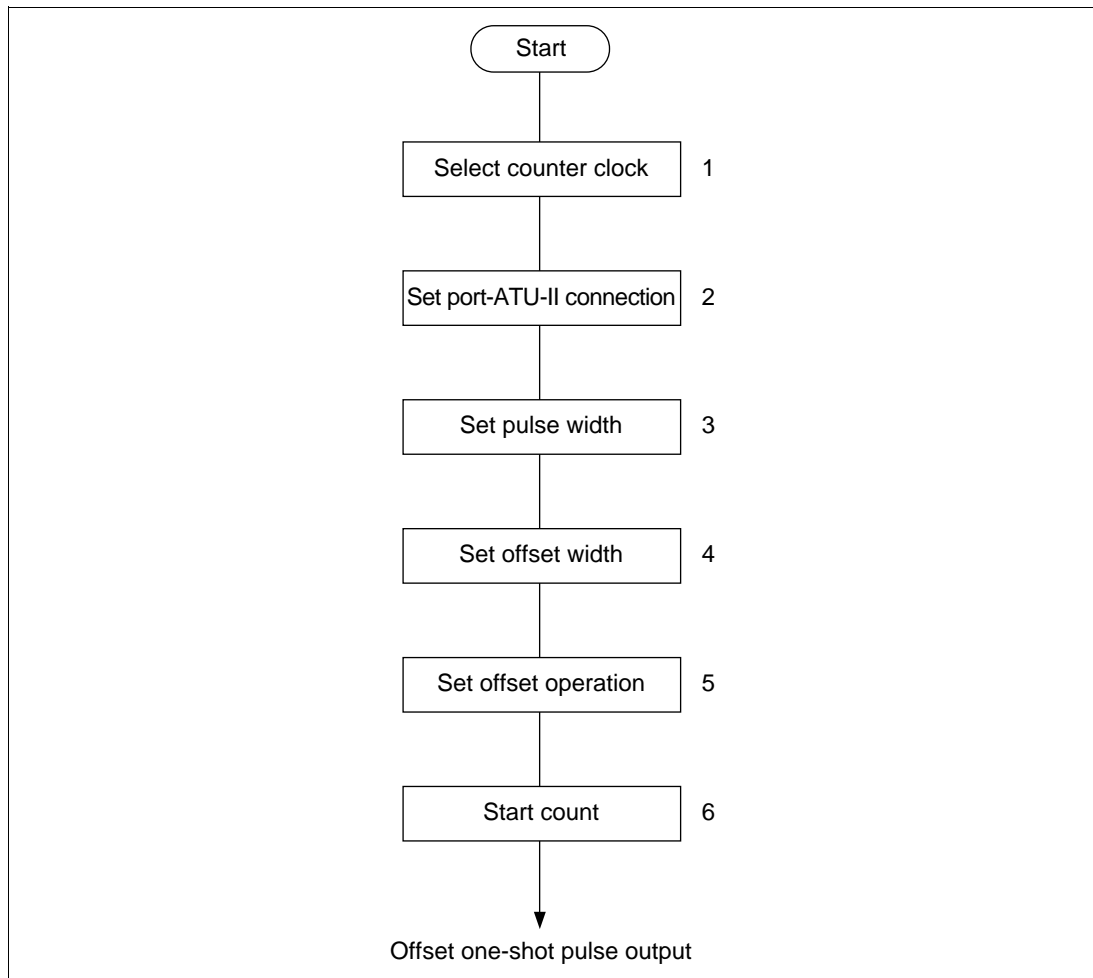 Start
Select counter clock 1
Set port-ATU-II connection 2
Set pulse width 3
Set offset width 4
Set offset operation 5
Start count 6
Offset one-shot pulse output